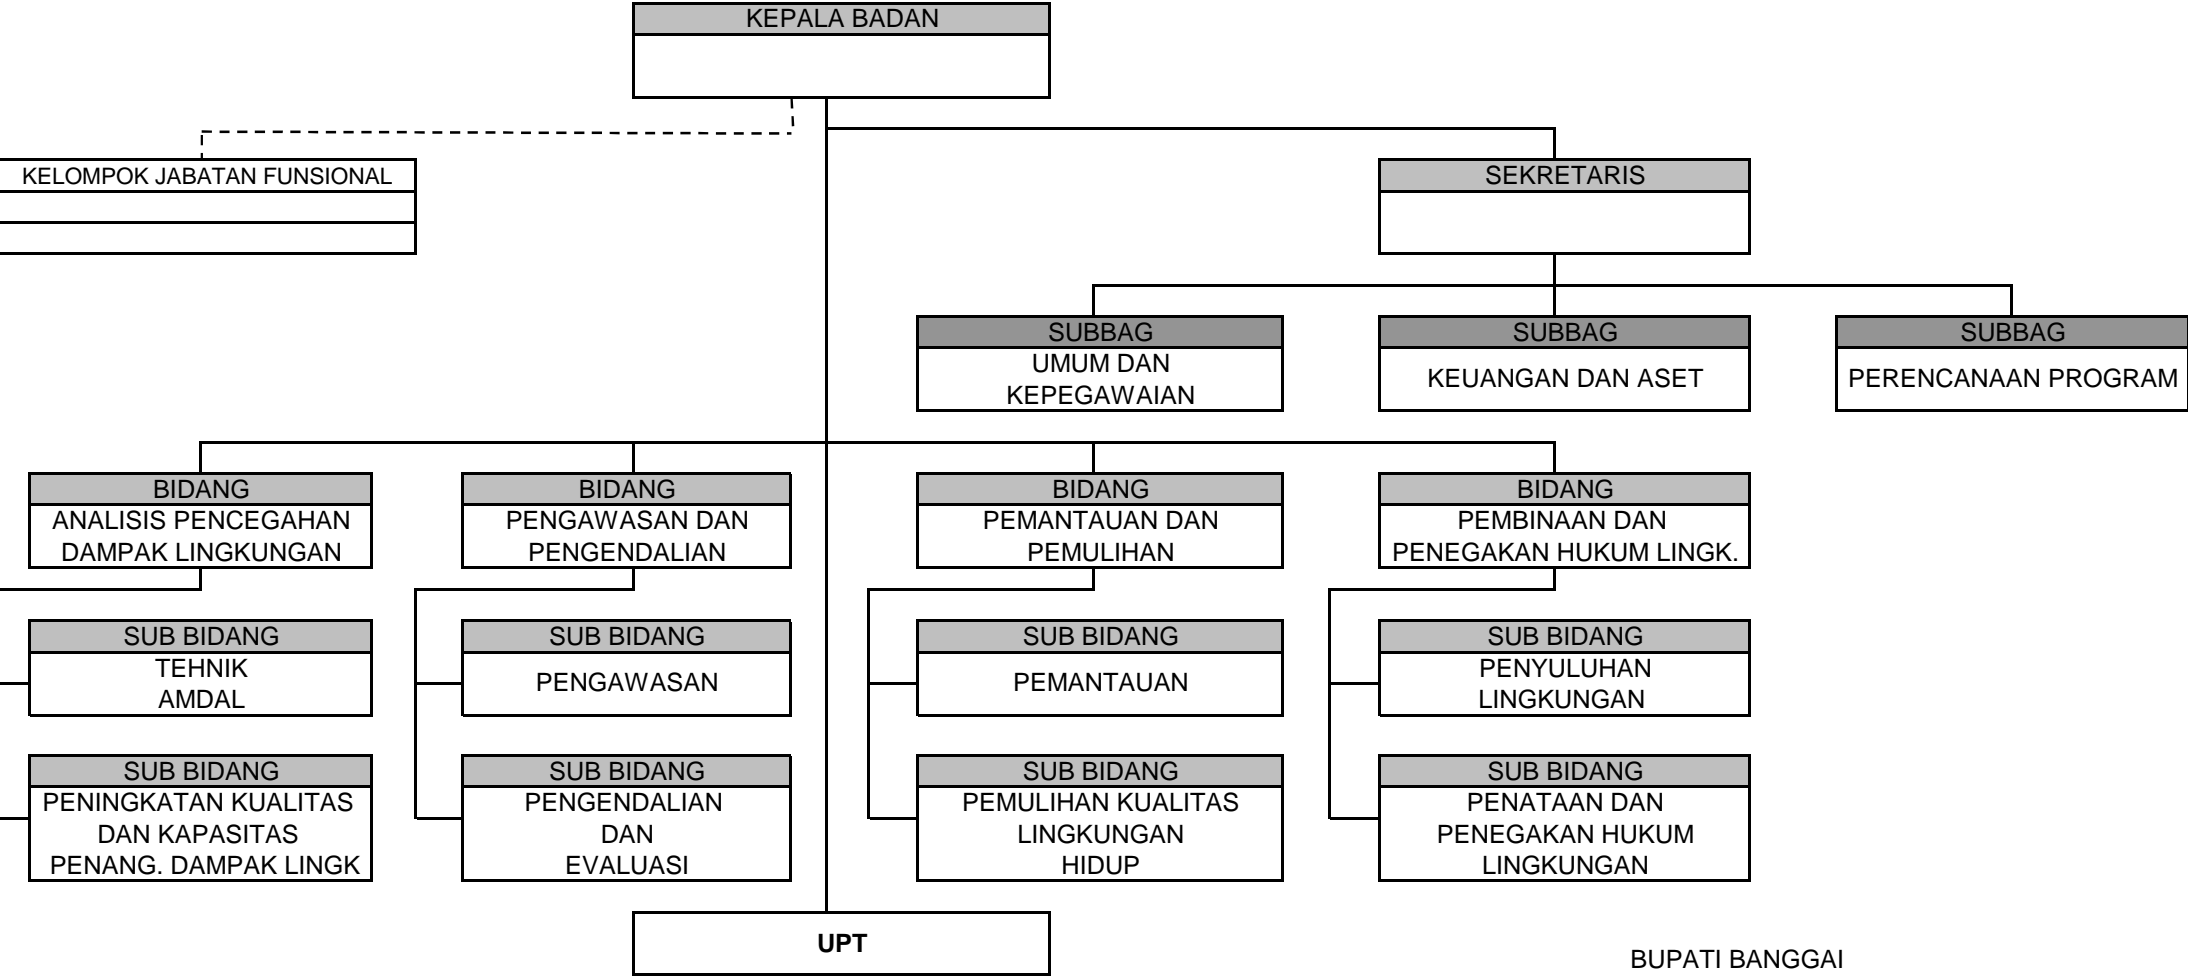 KEPALA BADAN
KELOMPOK JABATAN FUNSIONAL
SEKRETARIS
SUBBAG
UMUM DAN
KEPEGAWAIAN
SUBBAG
KEUANGAN DAN ASET
SUBBAG
PERENCANAAN PROGRAM
BIDANG
ANALISIS PENCEGAHAN
DAMPAK LINGKUNGAN
BIDANG
PENGAWASAN DAN
PENGENDALIAN
BIDANG
PEMANTAUAN DAN
PEMULIHAN
BIDANG
PEMBINAAN DAN
PENEGAKAN HUKUM LINGK.
SUB BIDANG
TEHNIK
AMDAL
SUB BIDANG
PENGAWASAN
SUB BIDANG
PEMANTAUAN
SUB BIDANG
PENYULUHAN
LINGKUNGAN
SUB BIDANG
PENINGKATAN KUALITAS
DAN KAPASITAS
PENANG. DAMPAK LINGK
SUB BIDANG
PENGENDALIAN
DAN
EVALUASI
SUB BIDANG
PEMULIHAN KUALITAS
LINGKUNGAN
HIDUP
SUB BIDANG
PENATAAN DAN
PENEGAKAN HUKUM
LINGKUNGAN
UPT
BUPATI BANGGAI